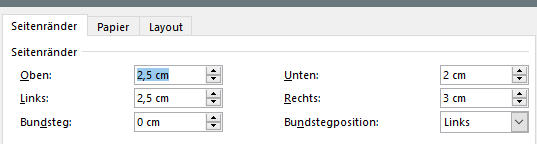 Seitenränder Papier Layout
Seitenränder
Oben: 2,5 cm Unten: 2 cm
Links: 2,5 cm Rechts: 3 cm
Bundsteg: 0 cm Bundstegposition: Links